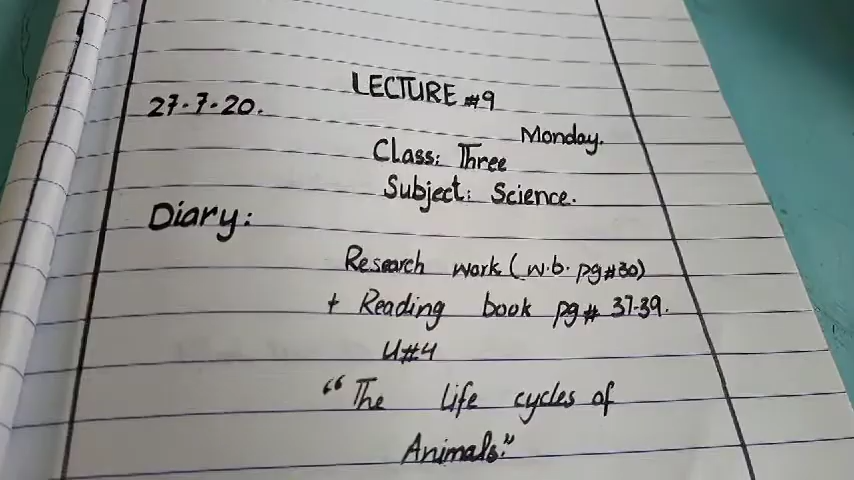 LECTURE #9
27.7.20.
Monday.
Class: Three
Subject: Science.
Diary:
Research work (w.b. pg#30)
+ Reading book pg# 37-39.
U#4
“The life cycles of
Animals.”